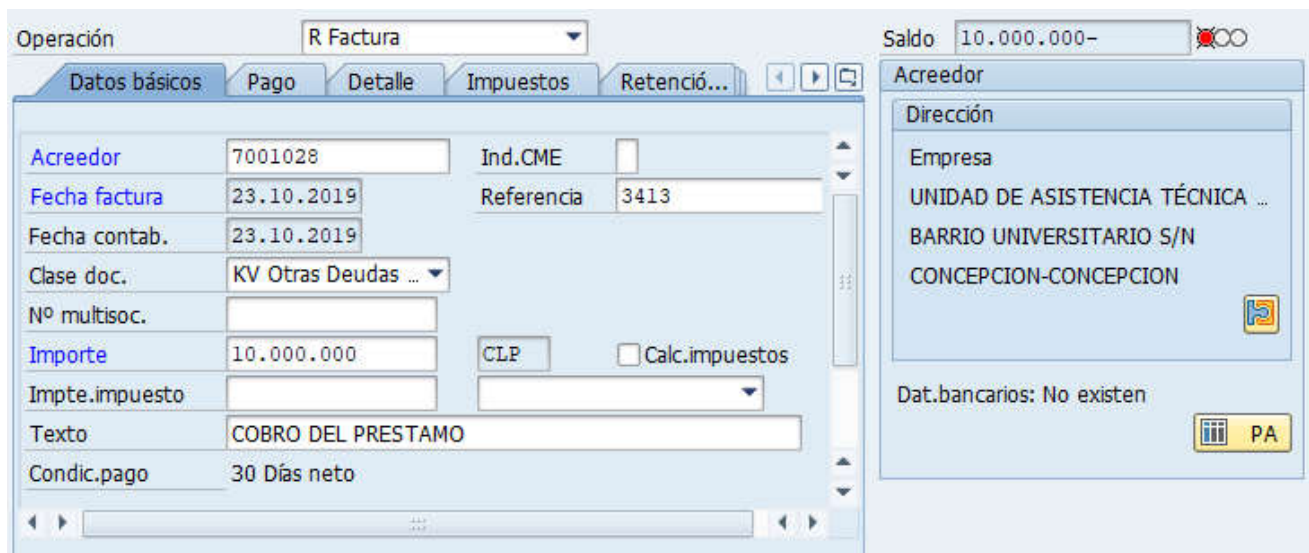 Operación R Factura
Saldo 10.000.000-
Datos básicos Pago Detalle Impuestos Retenció...
Acreedor 7001028 Ind.CME
Fecha factura 23.10.2019 Referencia 3413
Fecha contab. 23.10.2019
Clase doc. KV Otras Deudas ...
Nº multisoc.
Importe 10.000.000 CLP Calc.impuestos
Impte.impuesto
Texto COBRO DEL PRESTAMO
Condic.pago 30 Días neto
Acreedor
Dirección
Empresa
UNIDAD DE ASISTENCIA TÉCNICA ...
BARRIO UNIVERSITARIO S/N
CONCEPCION-CONCEPCION
Dat.bancarios: No existen
PA